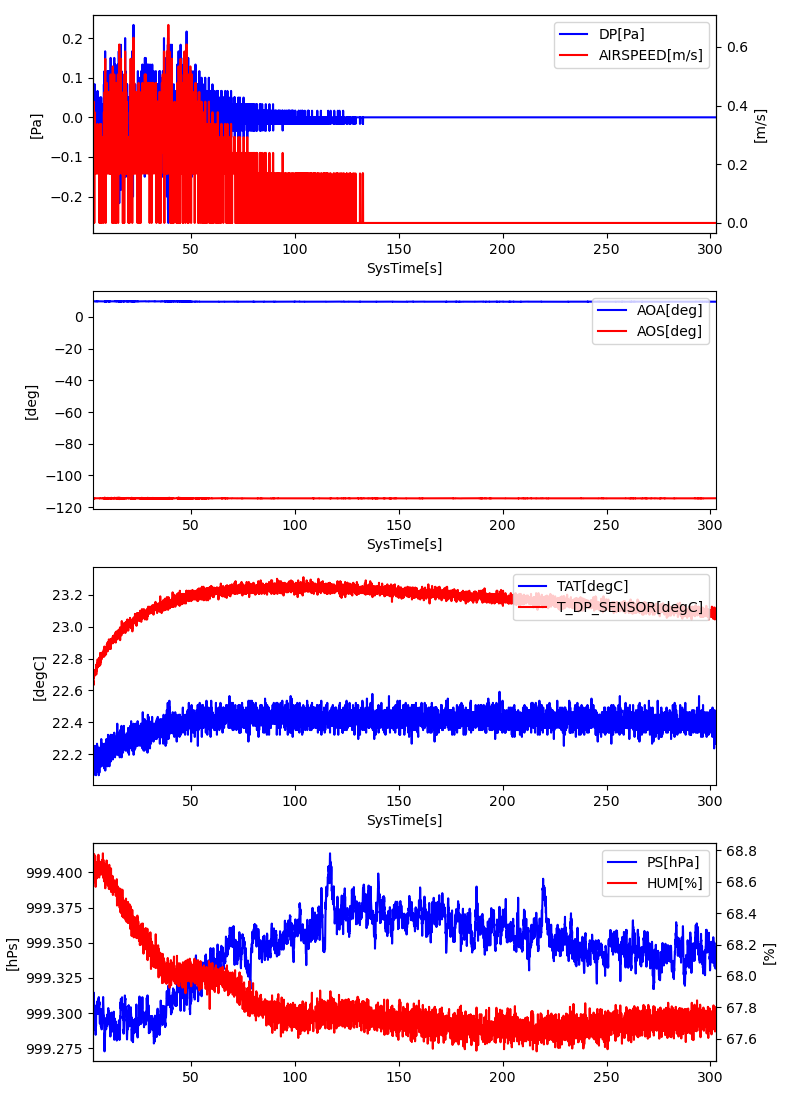 DP[Pa]
AIRSPEED[m/s]
0.2
0.1
0.0
−0.1
−0.2
[Pa]
0.6
0.4
0.2
0.0
[m/s]
50 100 150 200 250 300
SysTime[s]
AOA[deg]
AOS[deg]
0
−20
−40
−60
−80
−100
−120
[deg]
50 100 150 200 250 300
SysTime[s]
TAT[degC]
T_DP_SENSOR[degC]
23.2
23.0
22.8
22.6
22.4
22.2
[degC]
50 100 150 200 250 300
SysTime[s]
PS[hPa]
HUM[%]
999.400
999.375
999.350
999.325
999.300
999.275
[hPs]
68.8
68.6
68.4
68.2
68.0
67.8
67.6
[%]
50 100 150 200 250 300